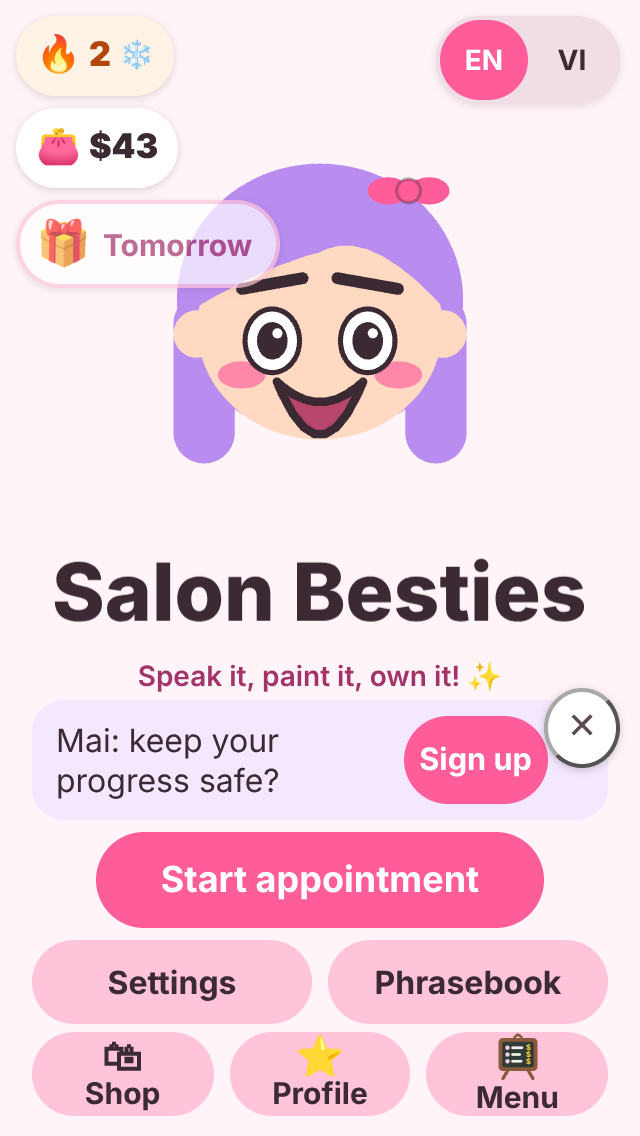 🔥 2 ❄️
EN VI
👛 $43
🎁 Tomorrow
Salon Besties
Speak it, paint it, own it! ✨
Mai: keep your
progress safe?
Sign up
✕
Start appointment
Settings
Phrasebook
Shop
Profile
Menu